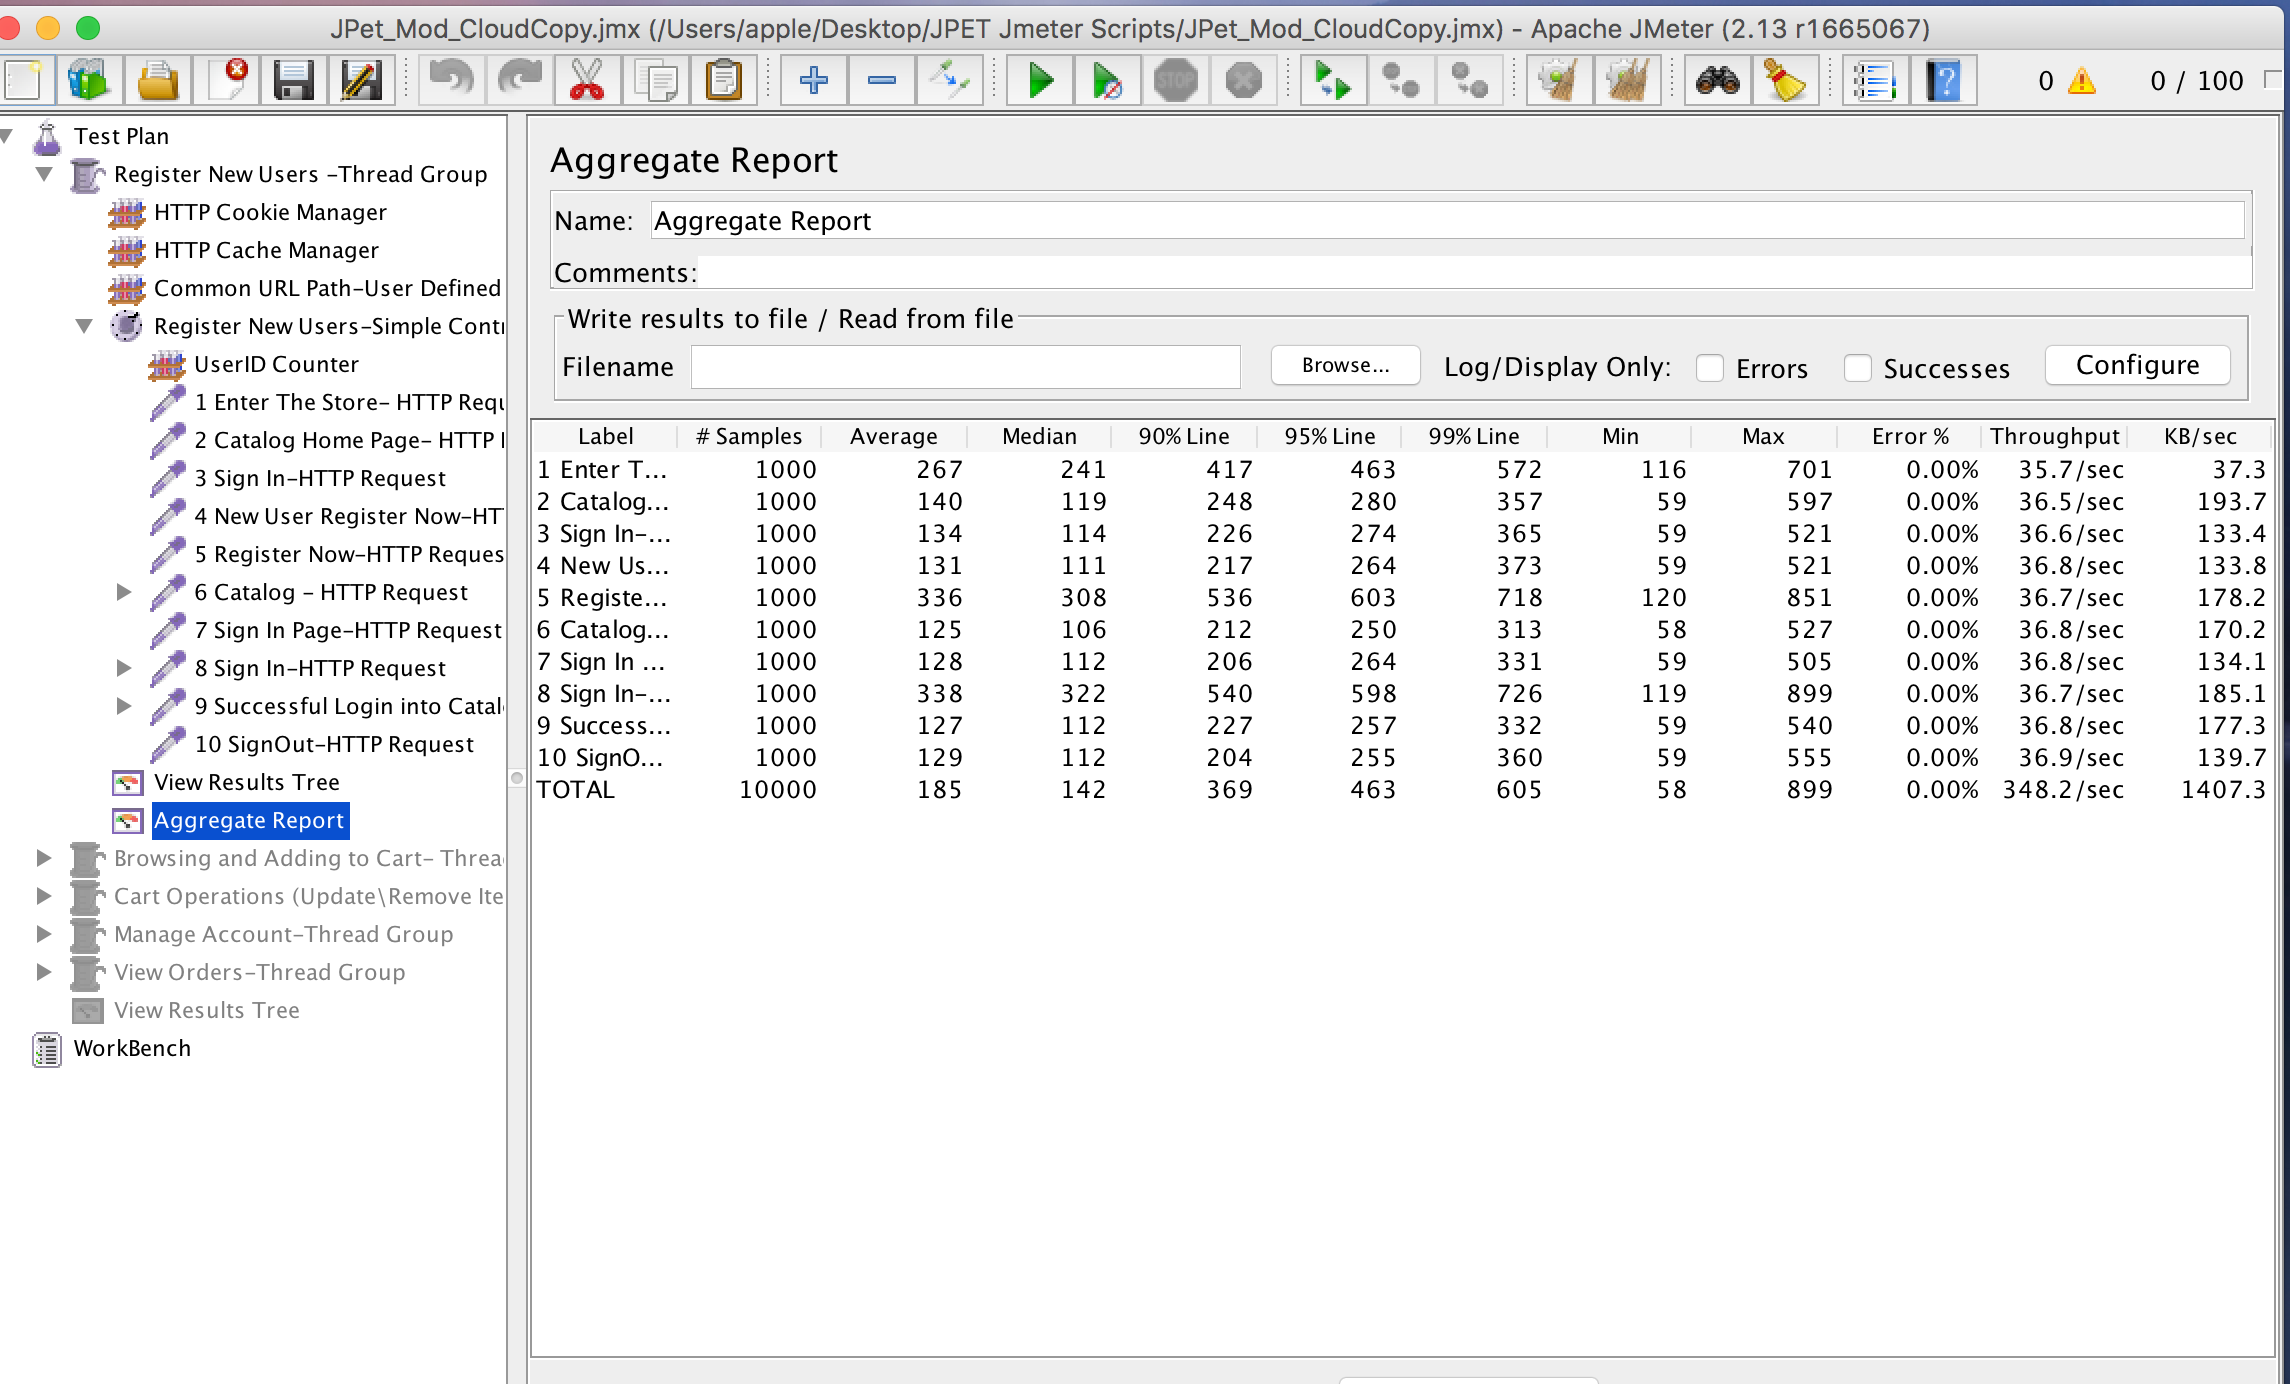 JPet_Mod_CloudCopy.jmx (/Users/apple/Desktop/JPET Jmeter Scripts/JPet_Mod_CloudCopy.jmx) - Apache JMeter (2.13 r1665067)
STOP
0 0 / 100
Test Plan
Register New Users -Thread Group
HTTP Cookie Manager
HTTP Cache Manager
Common URL Path-User Defined
Register New Users-Simple Conti
UserID Counter
1 Enter The Store- HTTP Requ
2 Catalog Home Page- HTTP
3 Sign In-HTTP Request
4 New User Register Now-HT
5 Register Now-HTTP Reques
6 Catalog - HTTP Request
7 Sign In Page-HTTP Request
8 Sign In-HTTP Request
9 Successful Login into Catal
10 SignOut-HTTP Request
View Results Tree
Aggregate Report
Browsing and Adding to Cart- Threa
Cart Operations (Update\Remove Ite
Manage Account-Thread Group
View Orders-Thread Group
View Results Tree
WorkBench
Aggregate Report
Name: Aggregate Report
Comments:
Write results to file / Read from file
Filename Browse... Log/Display Only: Errors Successes Configure
Label # Samples Average Median 90% Line 95% Line 99% Line Min Max Error % Throughput KB/sec
1 Enter T... 1000 267 241 417 463 572 116 701 0.00% 35.7/sec 37.3
2 Catalog... 1000 140 119 248 280 357 59 597 0.00% 36.5/sec 193.7
3 Sign In-... 1000 134 114 226 274 365 59 521 0.00% 36.6/sec 133.4
4 New Us... 1000 131 111 217 264 373 59 521 0.00% 36.8/sec 133.8
5 Registe... 1000 336 308 536 603 718 120 851 0.00% 36.7/sec 178.2
6 Catalog... 1000 125 106 212 250 313 58 527 0.00% 36.8/sec 170.2
7 Sign In ... 1000 128 112 206 264 331 59 505 0.00% 36.8/sec 134.1
8 Sign In-... 1000 338 322 540 598 726 119 899 0.00% 36.7/sec 185.1
9 Success... 1000 127 112 227 257 332 59 540 0.00% 36.8/sec 177.3
10 SignO... 1000 129 112 204 255 360 59 555 0.00% 36.9/sec 139.7
TOTAL 10000 185 142 369 463 605 58 899 0.00% 348.2/sec 1407.3